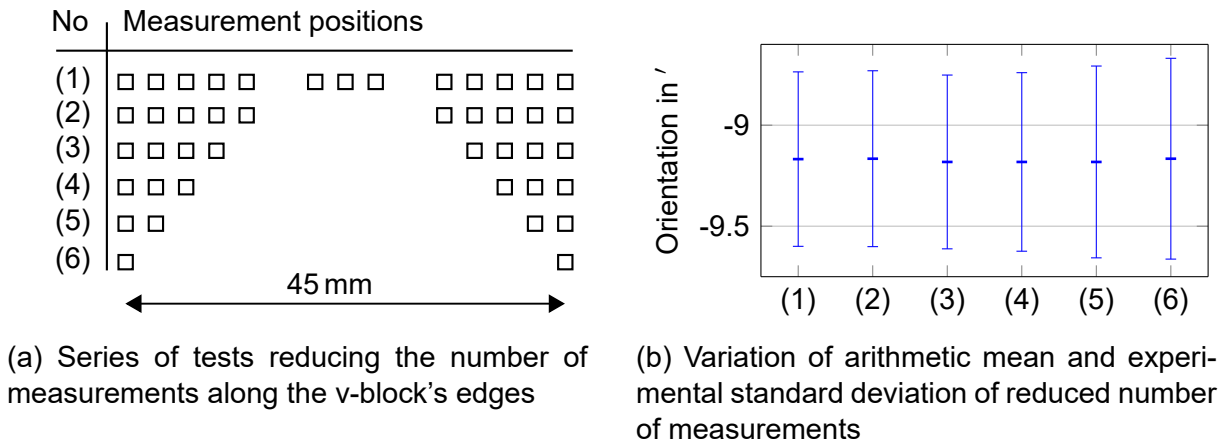 No Measurement positions
(1)
(2)
(3)
(4)
(5)
(6)
45 mm
(a) Series of tests reducing the number of
measurements along the v-block's edges
Orientation in ′
-9
-9.5
(1) (2) (3) (4) (5) (6)
(b) Variation of arithmetic mean and experi-
mental standard deviation of reduced number
of measurements